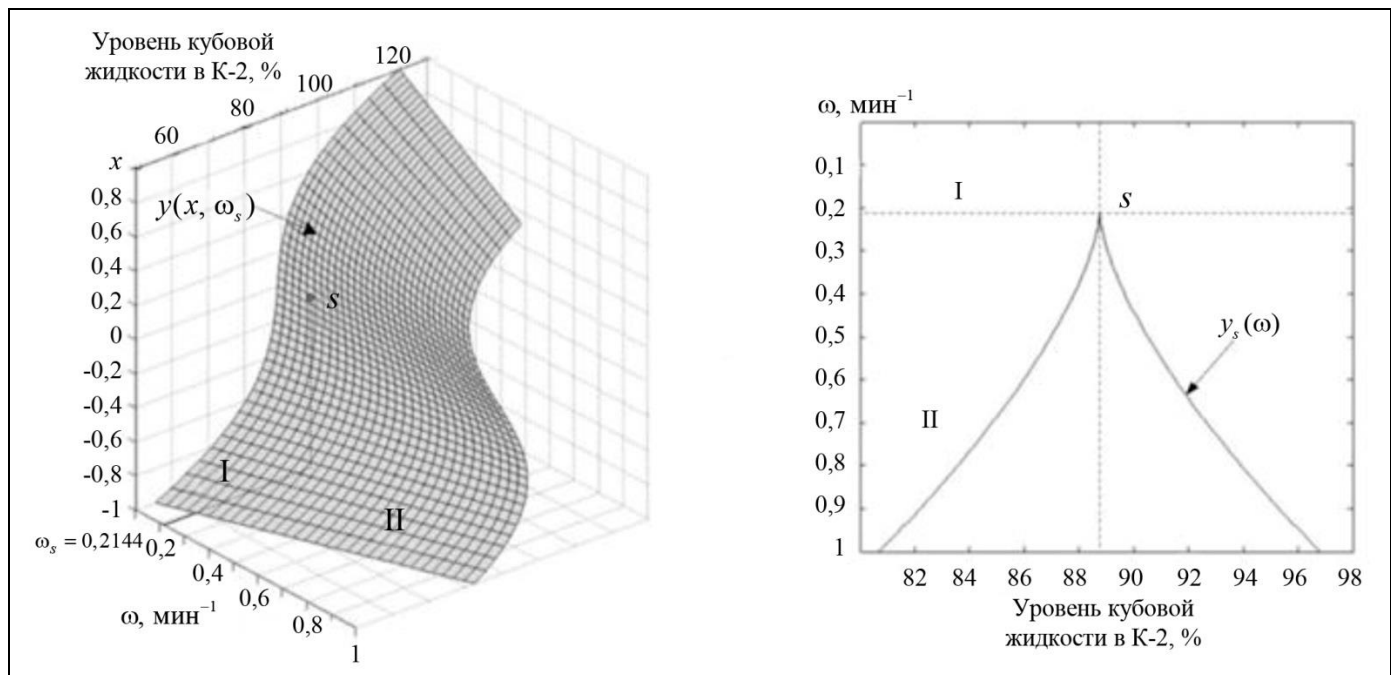 Уровень кубовой
жидкости в К-2, %
60
80
100
120
x
0,8
0,6
0,4
0,2
0
-0,2
-0,4
-0,6
-0,8
-1
y(x, ωs)
s
I
II
ωs = 0,2144
0,2
0,4
0,6
0,8
1
ω, мин⁻¹
ω, мин⁻¹
0,1
0,2
0,3
0,4
0,5
0,6
0,7
0,8
0,9
1
I
s
ys(ω)
II
82 84 86 88 90 92 94 96 98
Уровень кубовой
жидкости в К-2, %